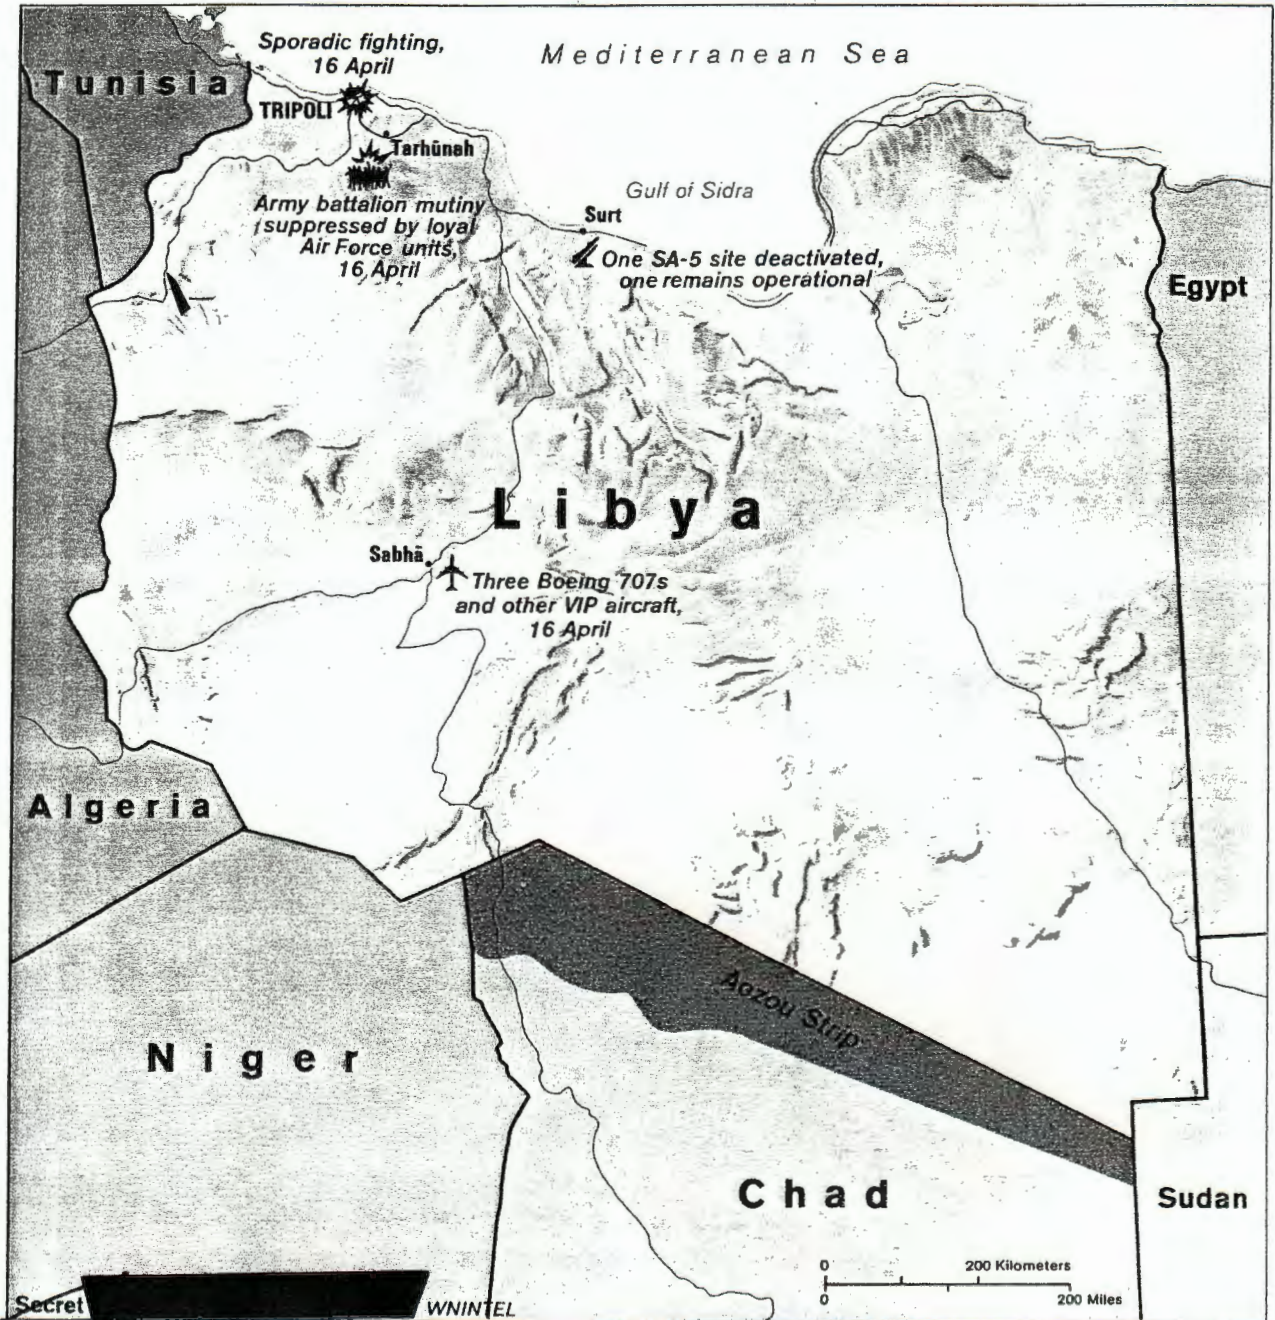 Sporadic fighting,
16 April
Mediterranean Sea
Tunisia
TRIPOLI
Tarhūnah
Gulf of Sidra
Army battalion mutiny
suppressed by loyal
Air Force units,
16 April
Surt
One SA-5 site deactivated,
one remains operational
Egypt
Libya
Sabhā
Three Boeing 707s
and other VIP aircraft,
16 April
Algeria
Aozou Strip
Niger
Chad
Sudan
0 200 Kilometers
0 200 Miles
Secret
WNINTEL